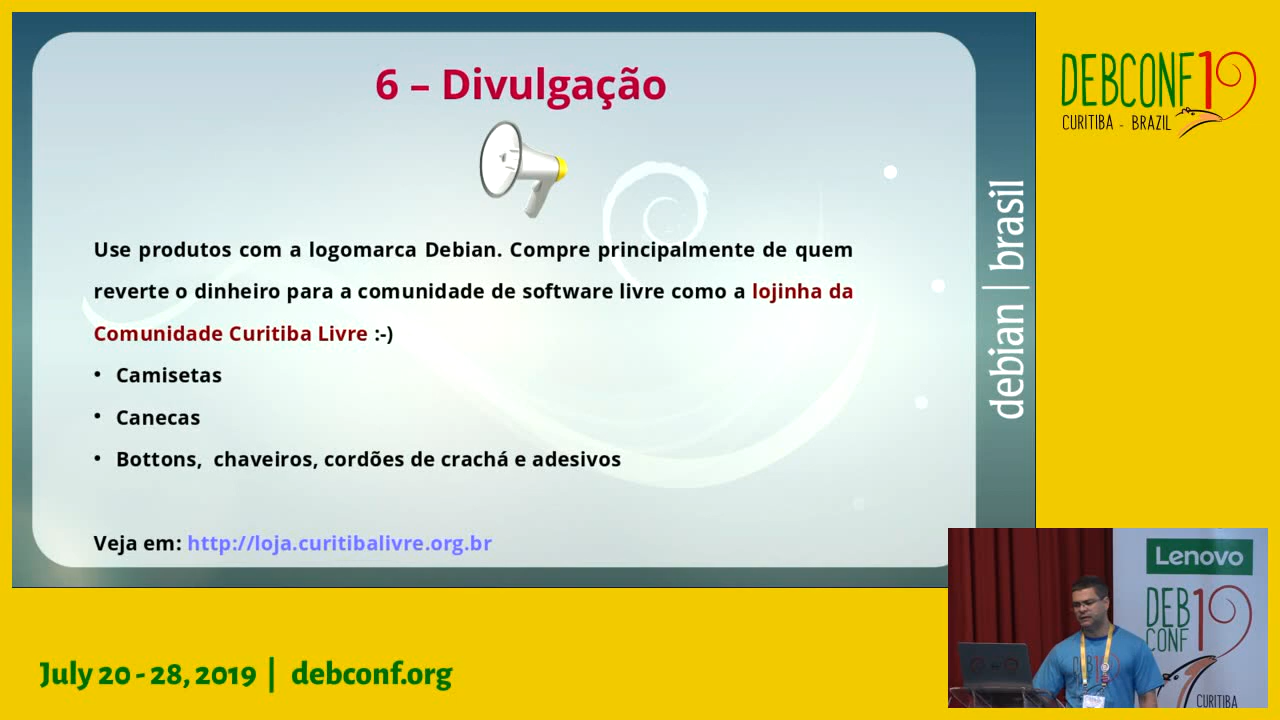 6 – Divulgação
Use produtos com a logomarca Debian. Compre principalmente de quem
reverte o dinheiro para a comunidade de software livre como a lojinha da
Comunidade Curitiba Livre :-)
• Camisetas
• Canecas
• Bottons, chaveiros, cordões de crachá e adesivos
Veja em: http://loja.curitibalivre.org.br
debian | brasil
DEBCONF19
CURITIBA - BRAZIL
Lenovo
DEB19
CONF
CURITIBA
July 20 - 28, 2019 | debconf.org